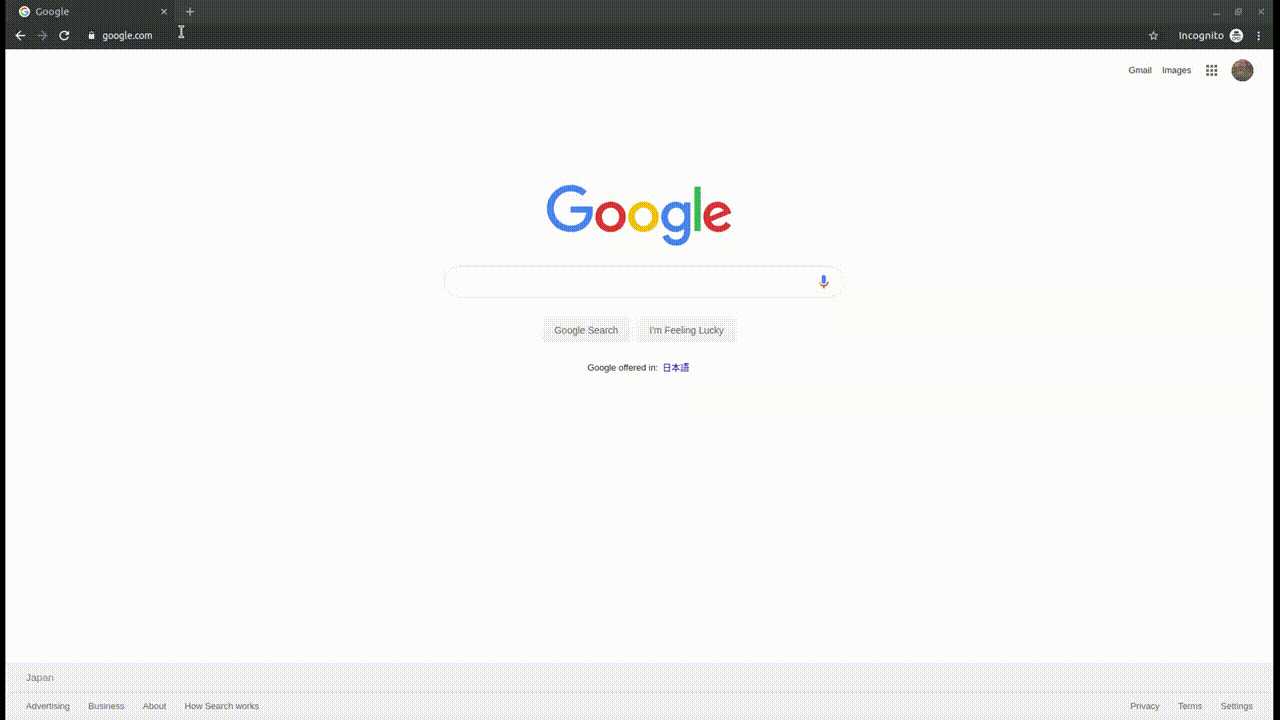 Google
google.com
Incognito
Gmail Images
Google
Google Search I'm Feeling Lucky
Google offered in: 日本語
Japan
Advertising Business About How Search works Privacy Terms Settings